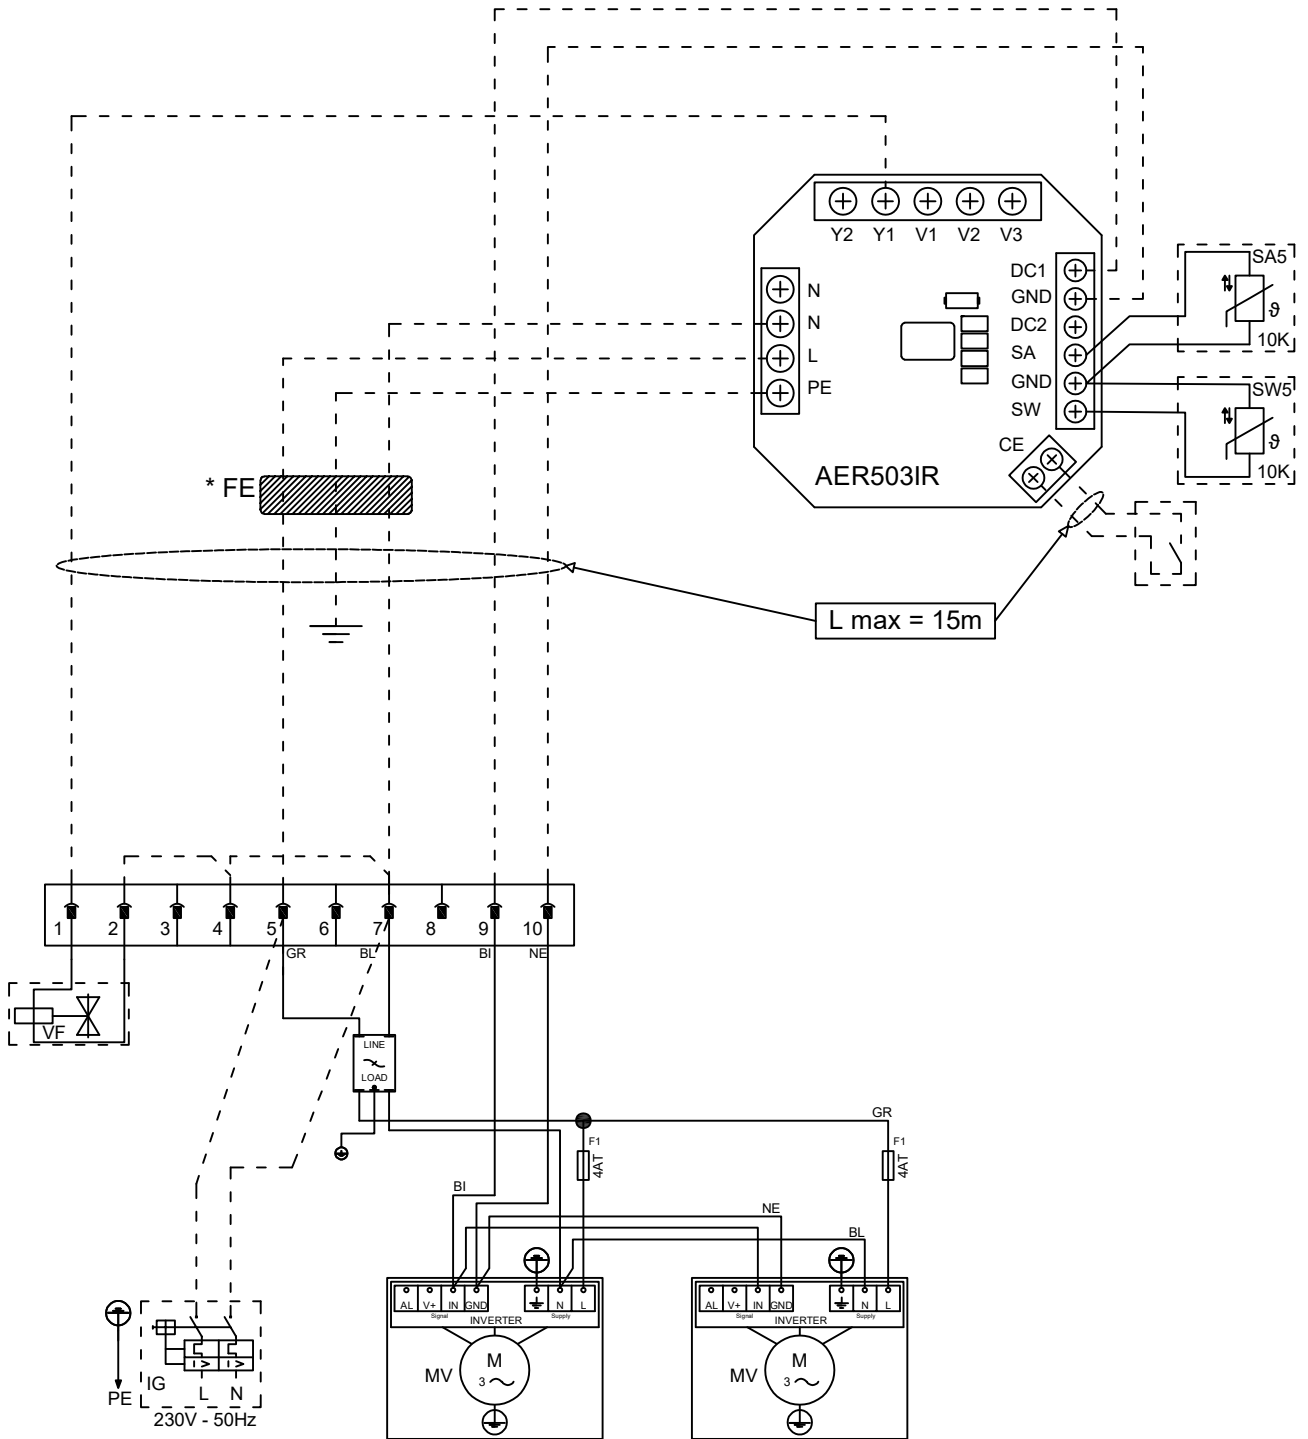 Y2 Y1 V1 V2 V3
N
N
L
PE
DC1
GND
DC2
SA
GND
SW
CE
AER503IR
SA5
ϑ
10K
SW5
ϑ
10K
* FE
L max = 15m
1 2 3 4 5 6 7 8 9 10
GR BL BI NE
VF
LINE
LOAD
GR
F1
4AT
F1
4AT
BI
NE
BL
AL V+ IN GND N L
Signal Supply
INVERTER
MV
M
3
AL V+ IN GND N L
Signal Supply
INVERTER
MV
M
3
PE
IG
I> I>
L N
230V - 50Hz